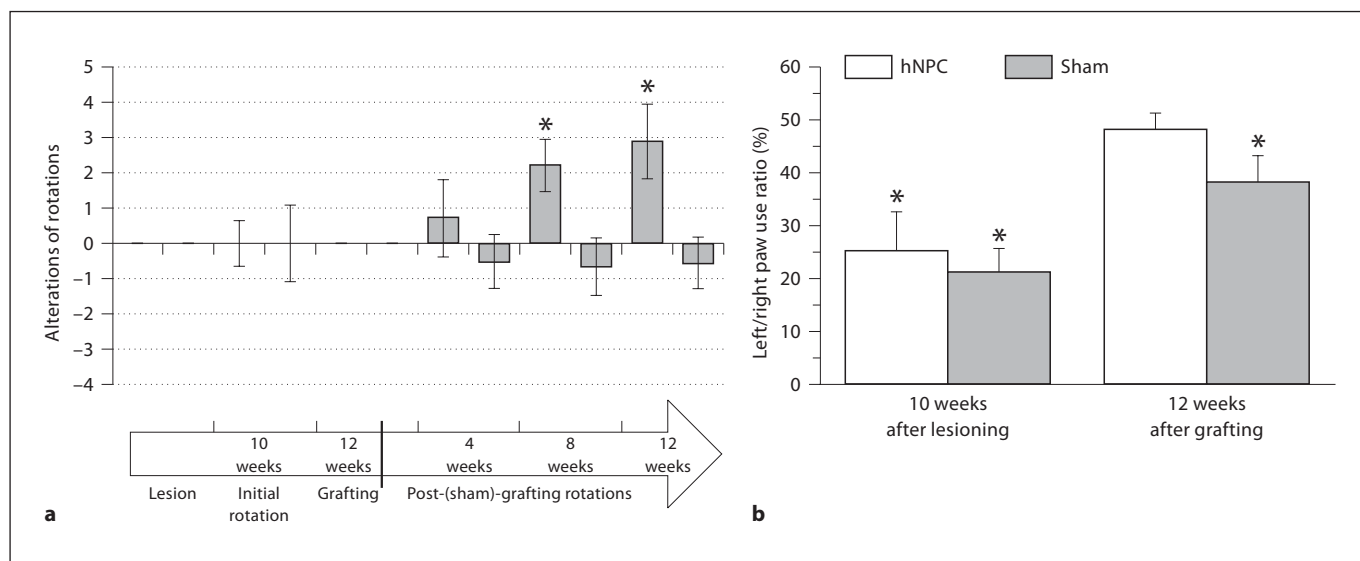 Alterations of rotations
5
4
3
2
1
0
–1
–2
–3
–4
*
*
10
weeks
12
weeks
4
weeks
8
weeks
12
weeks
Lesion
Initial
rotation
Grafting
Post-(sham)-grafting rotations
a
hNPC
Sham
Left/right paw use ratio (%)
60
50
40
30
20
10
0
*
*
*
10 weeks
after lesioning
12 weeks
after grafting
b